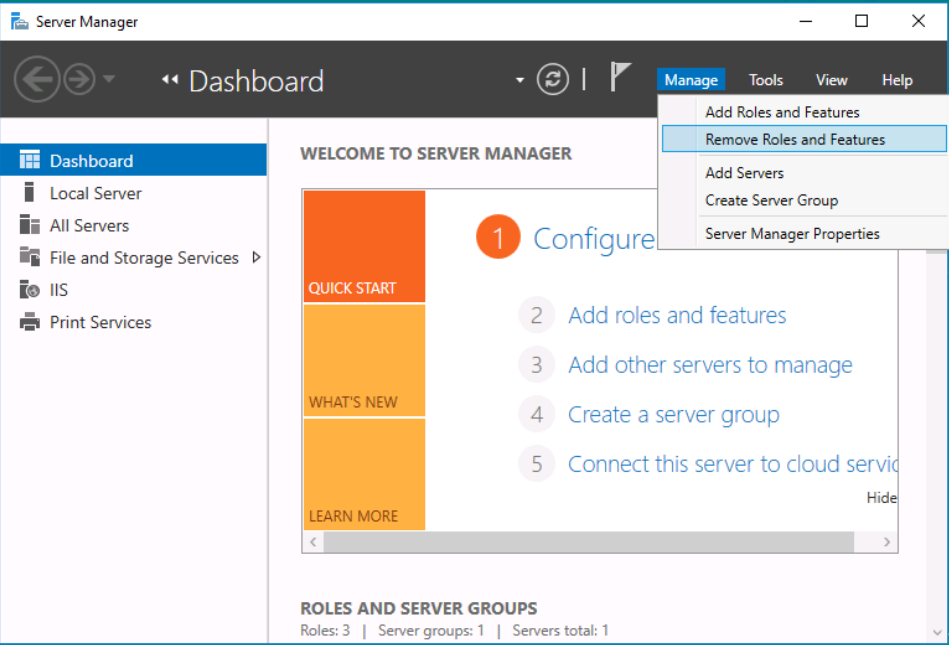 Server Manager
Dashboard
Manage Tools View Help
Add Roles and Features
Remove Roles and Features
Add Servers
Create Server Group
Server Manager Properties
Dashboard
Local Server
All Servers
File and Storage Services
IIS
Print Services
WELCOME TO SERVER MANAGER
QUICK START
WHAT'S NEW
LEARN MORE
1 Configure
2 Add roles and features
3 Add other servers to manage
4 Create a server group
5 Connect this server to cloud servic
Hide
ROLES AND SERVER GROUPS
Roles: 3 | Server groups: 1 | Servers total: 1